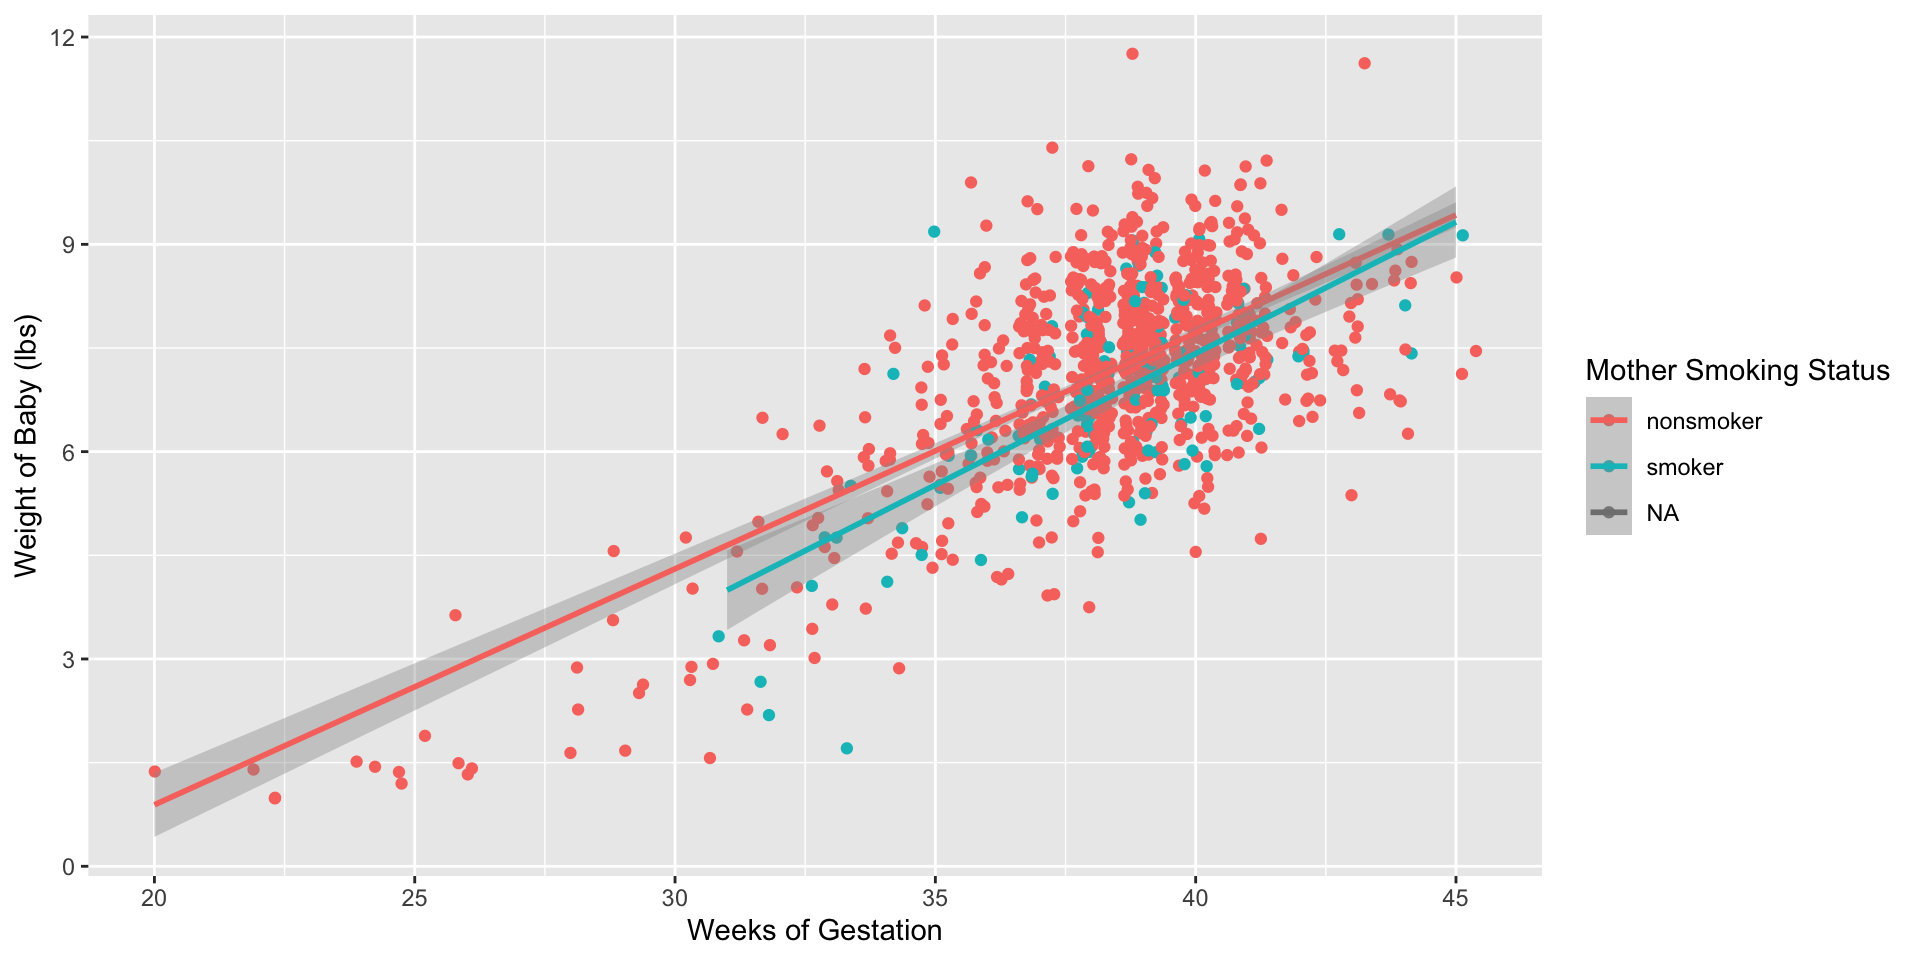 12
9
6
3
0
Weight of Baby (lbs)
20 25 30 35 40 45
Weeks of Gestation
Mother Smoking Status
nonsmoker
smoker
NA